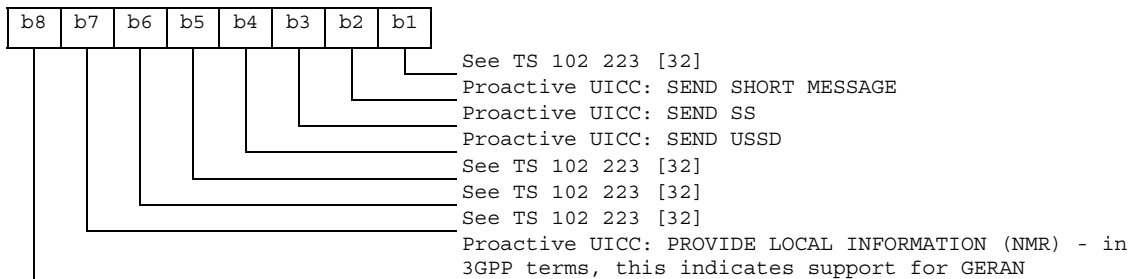 b8 b7 b6 b5 b4 b3 b2 b1
See TS 102 223 [32]
Proactive UICC: SEND SHORT MESSAGE
Proactive UICC: SEND SS
Proactive UICC: SEND USSD
See TS 102 223 [32]
See TS 102 223 [32]
See TS 102 223 [32]
Proactive UICC: PROVIDE LOCAL INFORMATION (NMR) - in
3GPP terms, this indicates support for GERAN